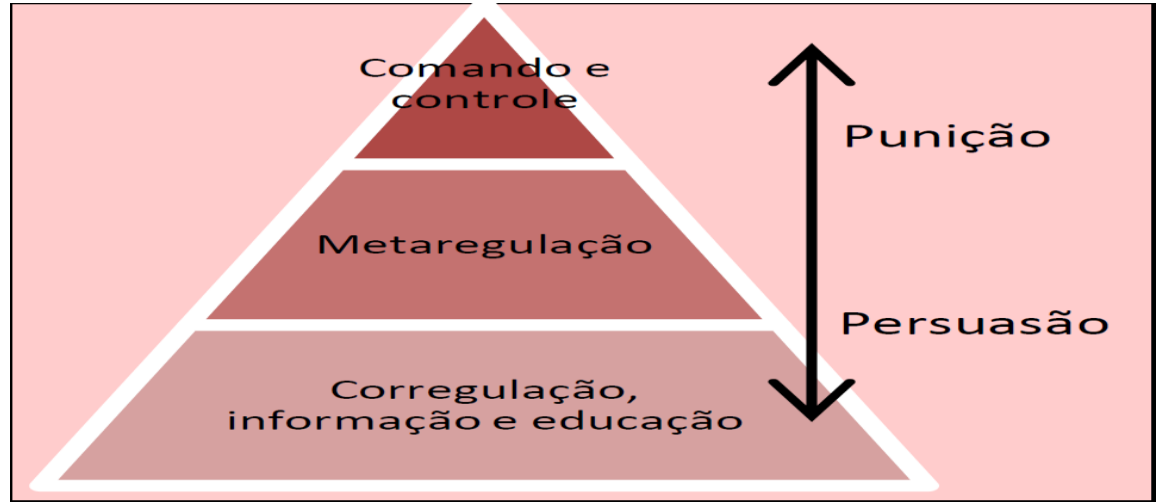 Comando e
controle
Punição
Metaregulação
Persuasão
Corregulação,
informação e educação